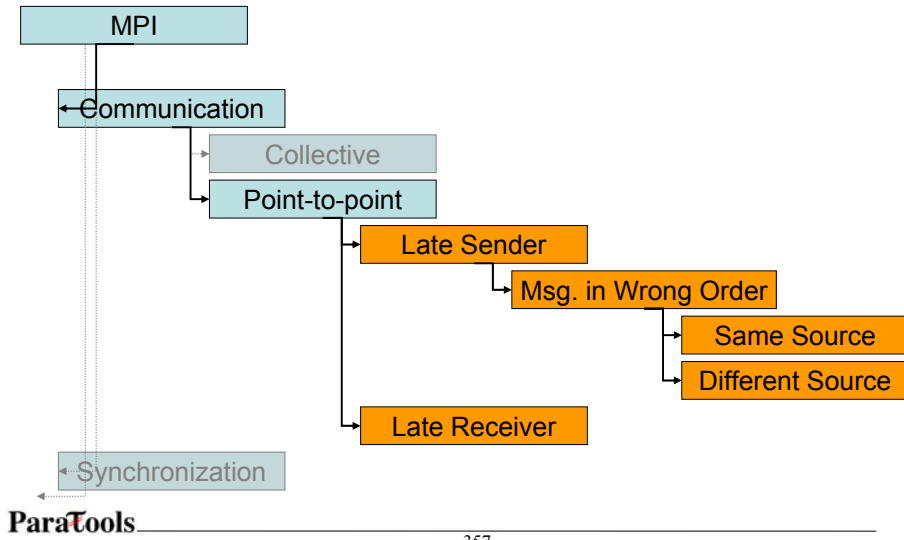 MPI
Communication
Collective
Point-to-point
Late Sender
Msg. in Wrong Order
Same Source
Different Source
Late Receiver
Synchronization
ParaTools
357